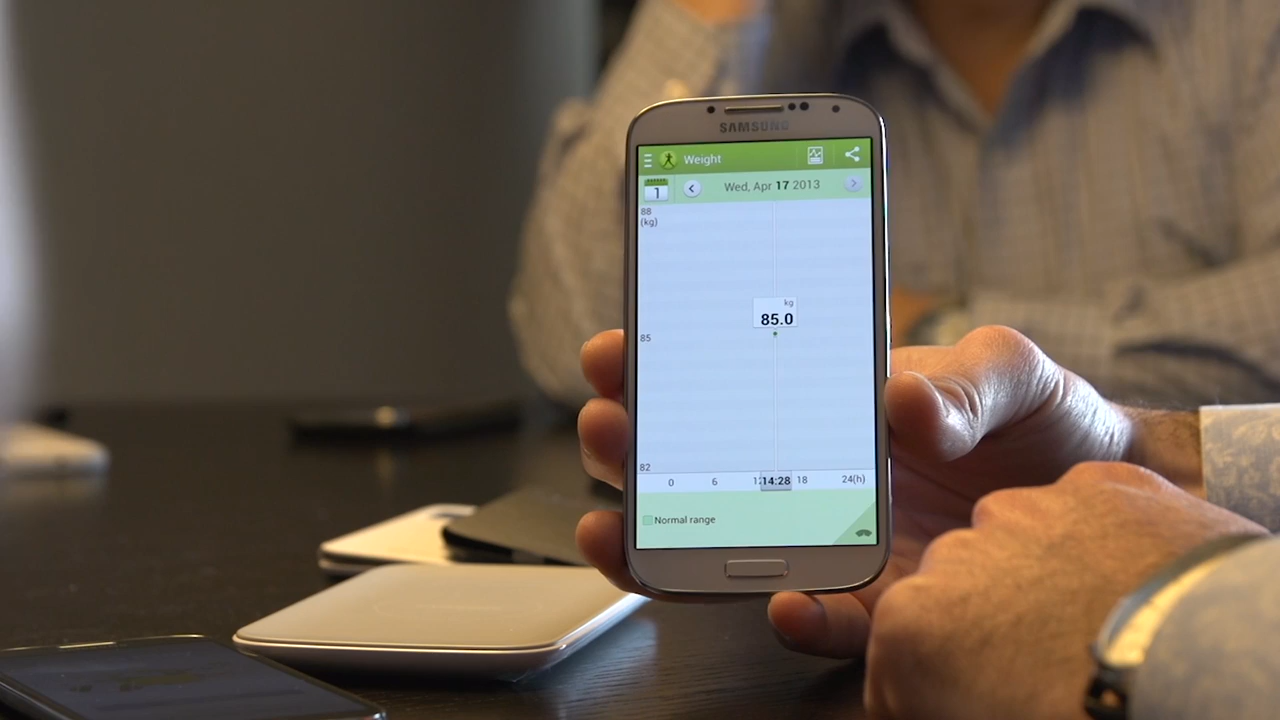 SAMSUNG
Weight
1
Wed, Apr 17 2013
88
(kg)
kg
85.0
85
82
0 6 12 14:28 18 24(h)
Normal range